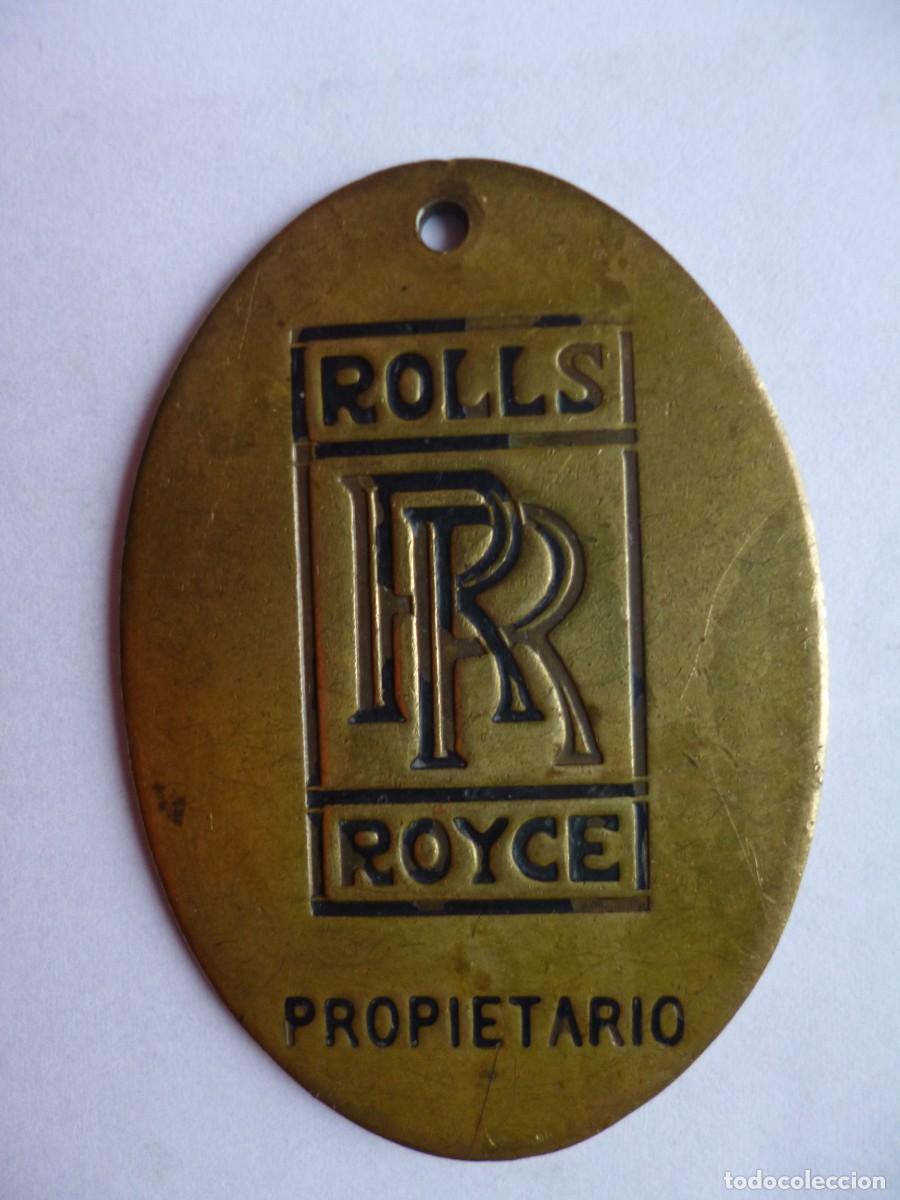 ROLLS
RR
ROYCE
PROPIETARIO
todocoleccion